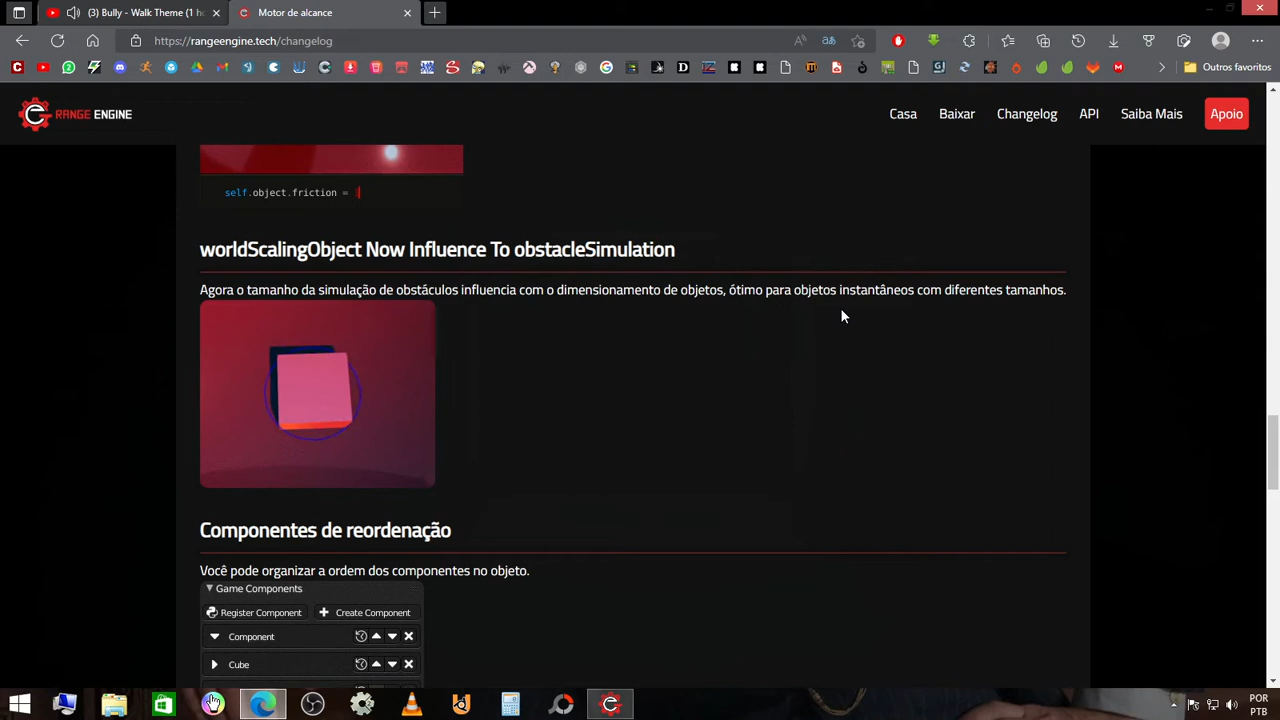 (3) Bully - Walk Theme (1 h
Motor de alcance
https://rangeengine.tech/changelog
Outros favoritos
RANGE ENGINE
Casa
Baixar
Changelog
API
Saiba Mais
Apoio
self.object.friction =
worldScalingObject Now Influence To obstacleSimulation
Agora o tamanho da simulação de obstáculos influencia com o dimensionamento de objetos, ótimo para objetos instantâneos com diferentes tamanhos.
Componentes de reordenação
Você pode organizar a ordem dos componentes no objeto.
Game Components
Register Component
Create Component
Component
Cube
POR
PTB